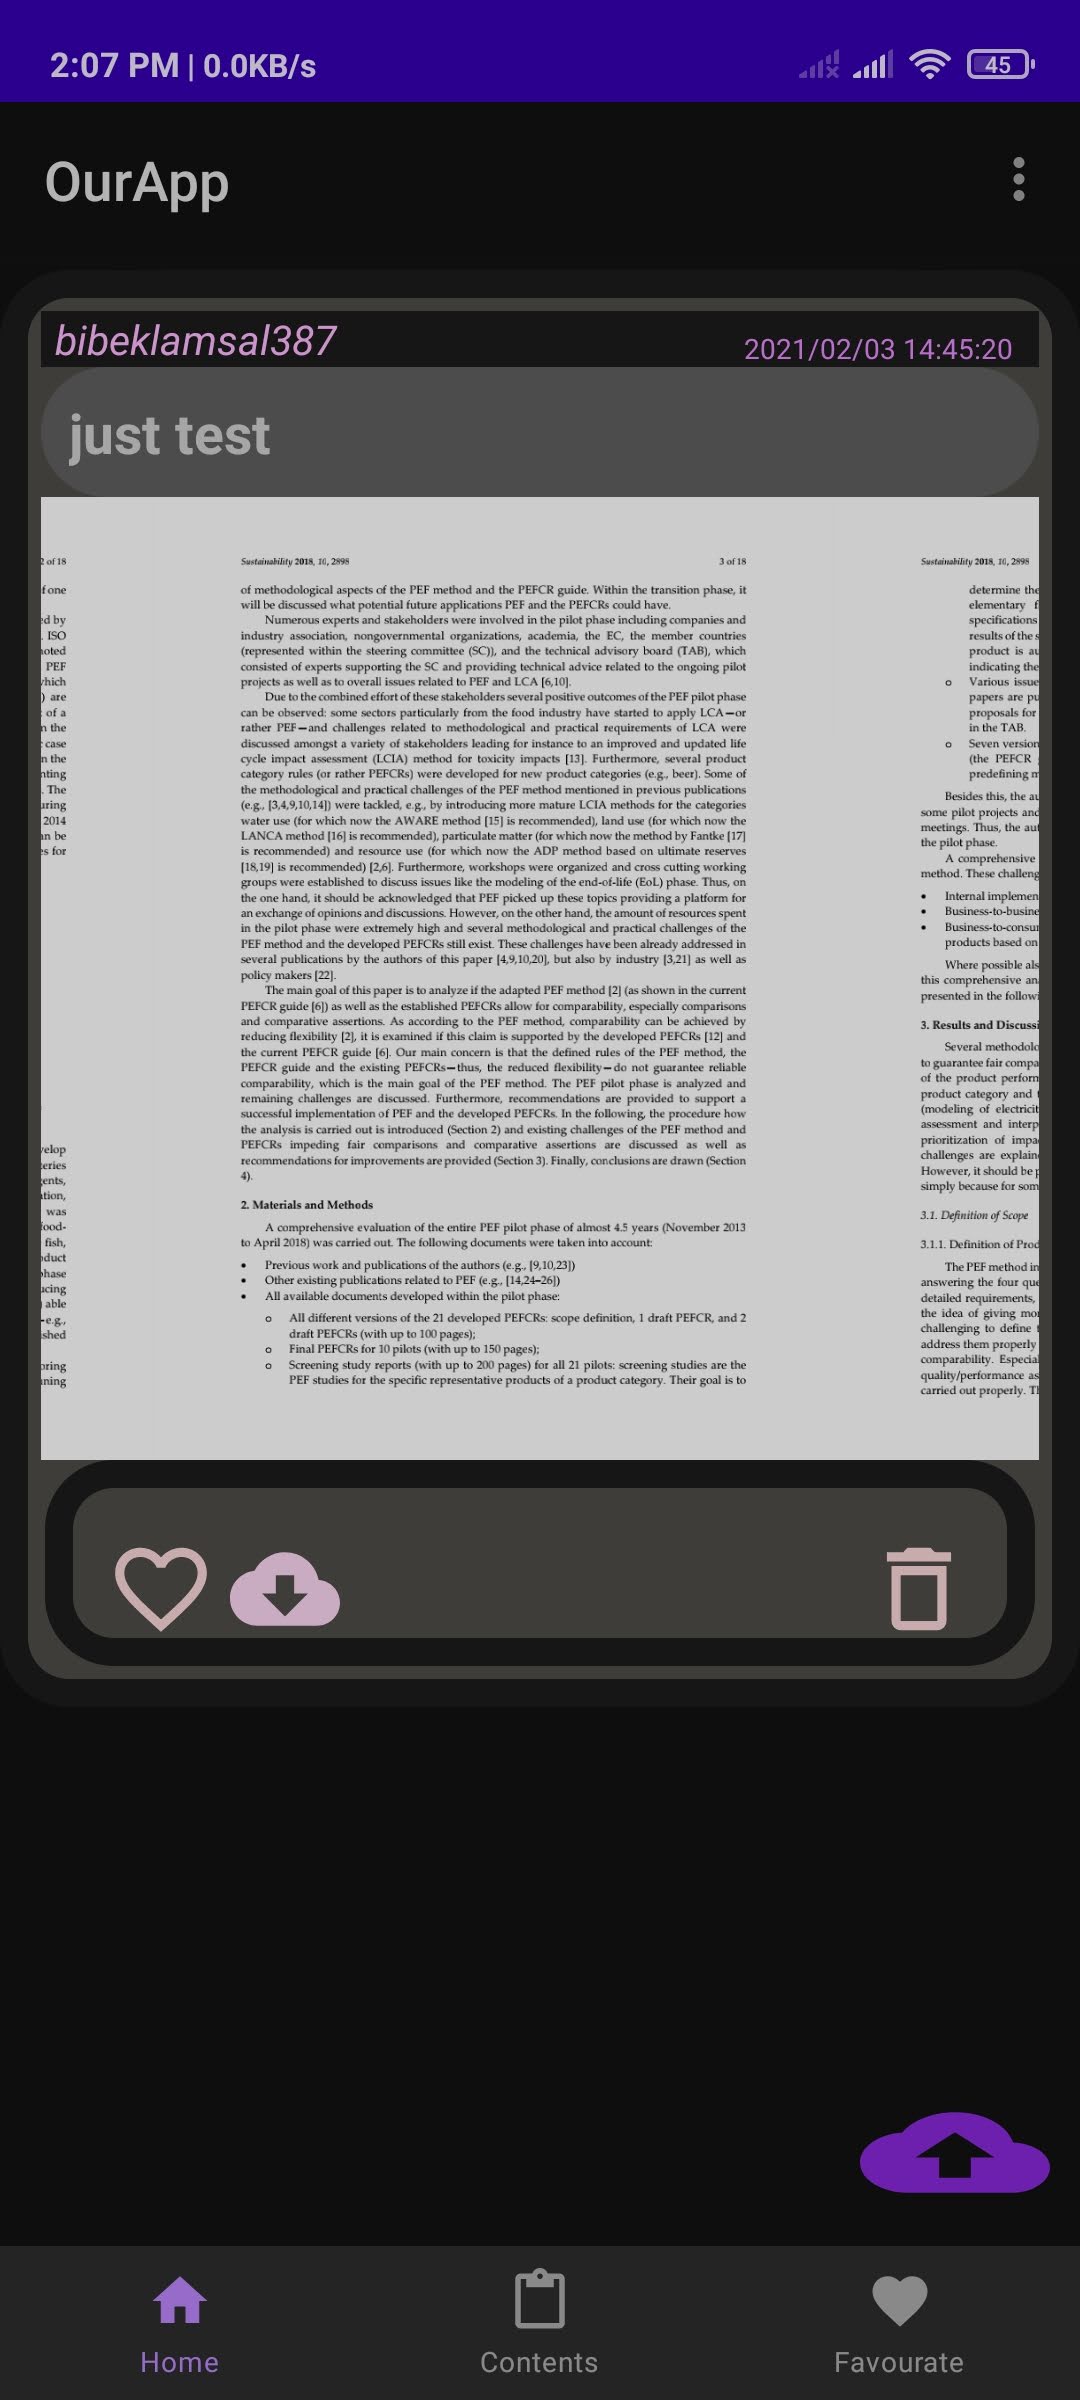 2:07 PM | 0.0KB/s
45
OurApp
bibeklamsal387
2021/02/03 14:45:20
just test
2 of 18
f one
ed by
. ISO
noted
PEF
which
) are
of a
n the
case
n the
nting
. The
uring
2014
an be
es for
velop
teries
gents,
ation,
was
food-
fish,
oduct
phase
ucing
able
–e.g.,
ished
oring
ining
Sustainability 2018, 10, 2898
3 of 18
of methodological aspects of the PEF method and the PEFCR guide. Within the transition phase, it
will be discussed what potential future applications PEF and the PEFCRs could have.
Numerous experts and stakeholders were involved in the pilot phase including companies and
industry association, nongovernmental organizations, academia, the EC, the member countries
(represented within the steering committee (SC)), and the technical advisory board (TAB), which
consisted of experts supporting the SC and providing technical advice related to the ongoing pilot
projects as well as to overall issues related to PEF and LCA [6,10].
Due to the combined effort of these stakeholders several positive outcomes of the PEF pilot phase
can be observed: some sectors particularly from the food industry have started to apply LCA—or
rather PEF—and challenges related to methodological and practical requirements of LCA were
discussed amongst a variety of stakeholders leading for instance to an improved and updated life
cycle impact assessment (LCIA) method for toxicity impacts [13]. Furthermore, several product
category rules (or rather PEFCRs) were developed for new product categories (e.g., beer). Some of
the methodological and practical challenges of the PEF method mentioned in previous publications
(e.g., [3,4,9,10,14]) were tackled, e.g., by introducing more mature LCIA methods for the categories
water use (for which now the AWARE method [15] is recommended), land use (for which now the
LANCA method [16] is recommended), particulate matter (for which now the method by Fantke [17]
is recommended) and resource use (for which now the ADP method based on ultimate reserves
[18,19] is recommended) [2,6]. Furthermore, workshops were organized and cross cutting working
groups were established to discuss issues like the modeling of the end-of-life (EoL) phase. Thus, on
the one hand, it should be acknowledged that PEF picked up these topics providing a platform for
an exchange of opinions and discussions. However, on the other hand, the amount of resources spent
in the pilot phase were extremely high and several methodological and practical challenges of the
PEF method and the developed PEFCRs still exist. These challenges have been already addressed in
several publications by the authors of this paper [4,9,10,20], but also by industry [3,21] as well as
policy makers [22].
The main goal of this paper is to analyze if the adapted PEF method [2] (as shown in the current
PEFCR guide [6]) as well as the established PEFCRs allow for comparability, especially comparisons
and comparative assertions. As according to the PEF method, comparability can be achieved by
reducing flexibility [2], it is examined if this claim is supported by the developed PEFCRs [12] and
the current PEFCR guide [6]. Our main concern is that the defined rules of the PEF method, the
PEFCR guide and the existing PEFCRs—thus, the reduced flexibility—do not guarantee reliable
comparability, which is the main goal of the PEF method. The PEF pilot phase is analyzed and
remaining challenges are discussed. Furthermore, recommendations are provided to support a
successful implementation of PEF and the developed PEFCRs. In the following, the procedure how
the analysis is carried out is introduced (Section 2) and existing challenges of the PEF method and
PEFCRs impeding fair comparisons and comparative assertions are discussed as well as
recommendations for improvements are provided (Section 3). Finally, conclusions are drawn (Section
4).
2. Materials and Methods
A comprehensive evaluation of the entire PEF pilot phase of almost 4.5 years (November 2013
to April 2018) was carried out. The following documents were taken into account:
• Previous work and publications of the authors (e.g., [9,10,23])
• Other existing publications related to PEF (e.g., [14,24–26])
• All available documents developed within the pilot phase:
o All different versions of the 21 developed PEFCRs: scope definition, 1 draft PEFCR, and 2
draft PEFCRs (with up to 100 pages);
o Final PEFCRs for 10 pilots (with up to 150 pages);
o Screening study reports (with up to 200 pages) for all 21 pilots: screening studies are the
PEF studies for the specific representative products of a product category. Their goal is to
Sustainability 2018, 10, 2898
determine the
elementary f
specifications
results of the s
product is au
indicating the
o Various issue
papers are pu
proposals for
in the TAB.
o Seven version
(the PEFCR g
predefining m
Besides this, the au
some pilot projects and
meetings. Thus, the aut
the pilot phase.
A comprehensive
method. These challeng
• Internal implemen
• Business-to-busine
• Business-to-consu
products based on
Where possible als
this comprehensive an
presented in the followi
3. Results and Discussi
Several methodolo
to guarantee fair compa
of the product perform
product category and t
(modeling of electricit
assessment and interp
prioritization of impa
challenges are explain
However, it should be p
simply because for som
3.1. Definition of Scope
3.1.1. Definition of Prod
The PEF method in
answering the four que
detailed requirements,
the idea of giving mor
challenging to define t
address them properly
comparability. Especial
quality/performance as
carried out properly. Th
Home
Contents
Favourate